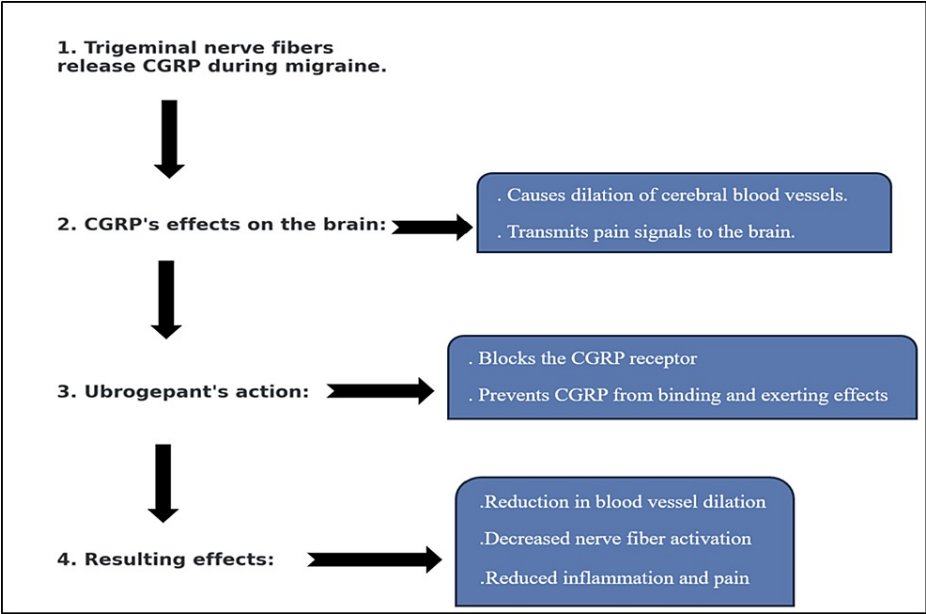 1. Trigeminal nerve fibers
release CGRP during migraine.
2. CGRP's effects on the brain:
. Causes dilation of cerebral blood vessels.
. Transmits pain signals to the brain.
3. Ubrogepant's action:
. Blocks the CGRP receptor
. Prevents CGRP from binding and exerting effects
4. Resulting effects:
.Reduction in blood vessel dilation
.Decreased nerve fiber activation
.Reduced inflammation and pain